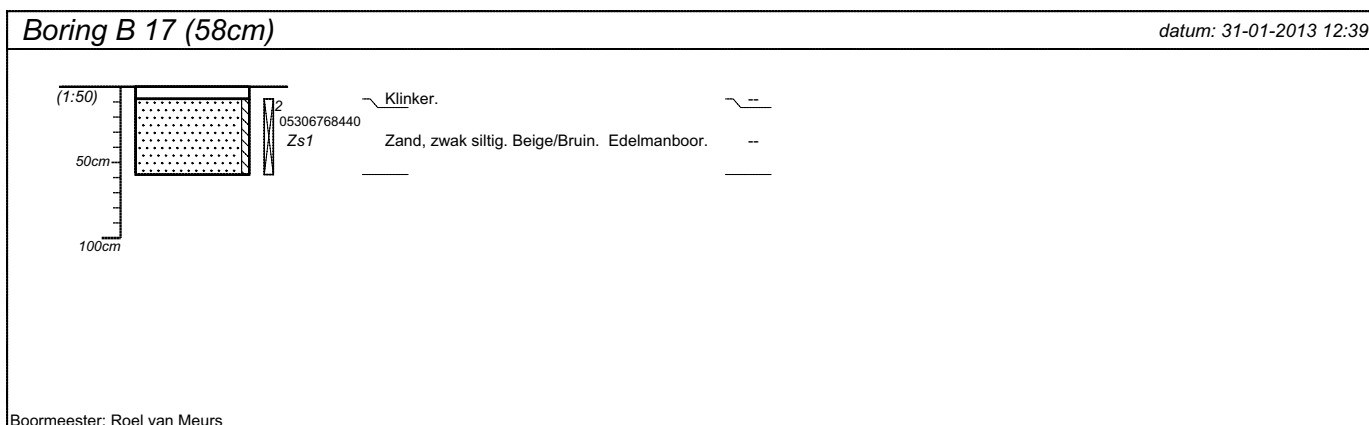 Boring B 17 (58cm)
datum: 31-01-2013 12:39
(1:50)
2
Klinker.
--
05306768440
Zs1
Zand, zwak siltig. Beige/Bruin. Edelmanboor.
--
50cm
100cm
Boormeester: Roel van Meurs